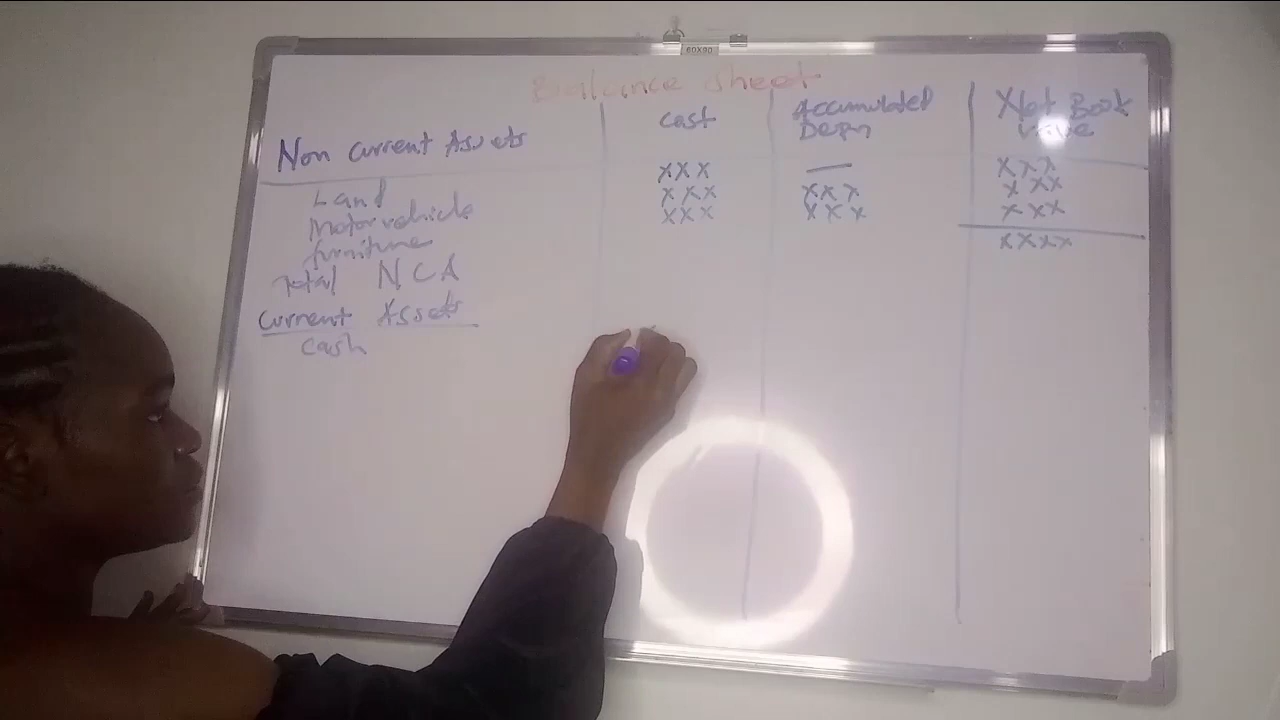 60X90
Balance sheet
Non current Assets
cost
Accumulated
Depn
Net Book
Value
Land
xxx
—
xxx
Motor vehicle
xxx
xxx
xxx
furniture
xxx
xxx
xxx
Total NCA
xxxx
Current Assets
Cash